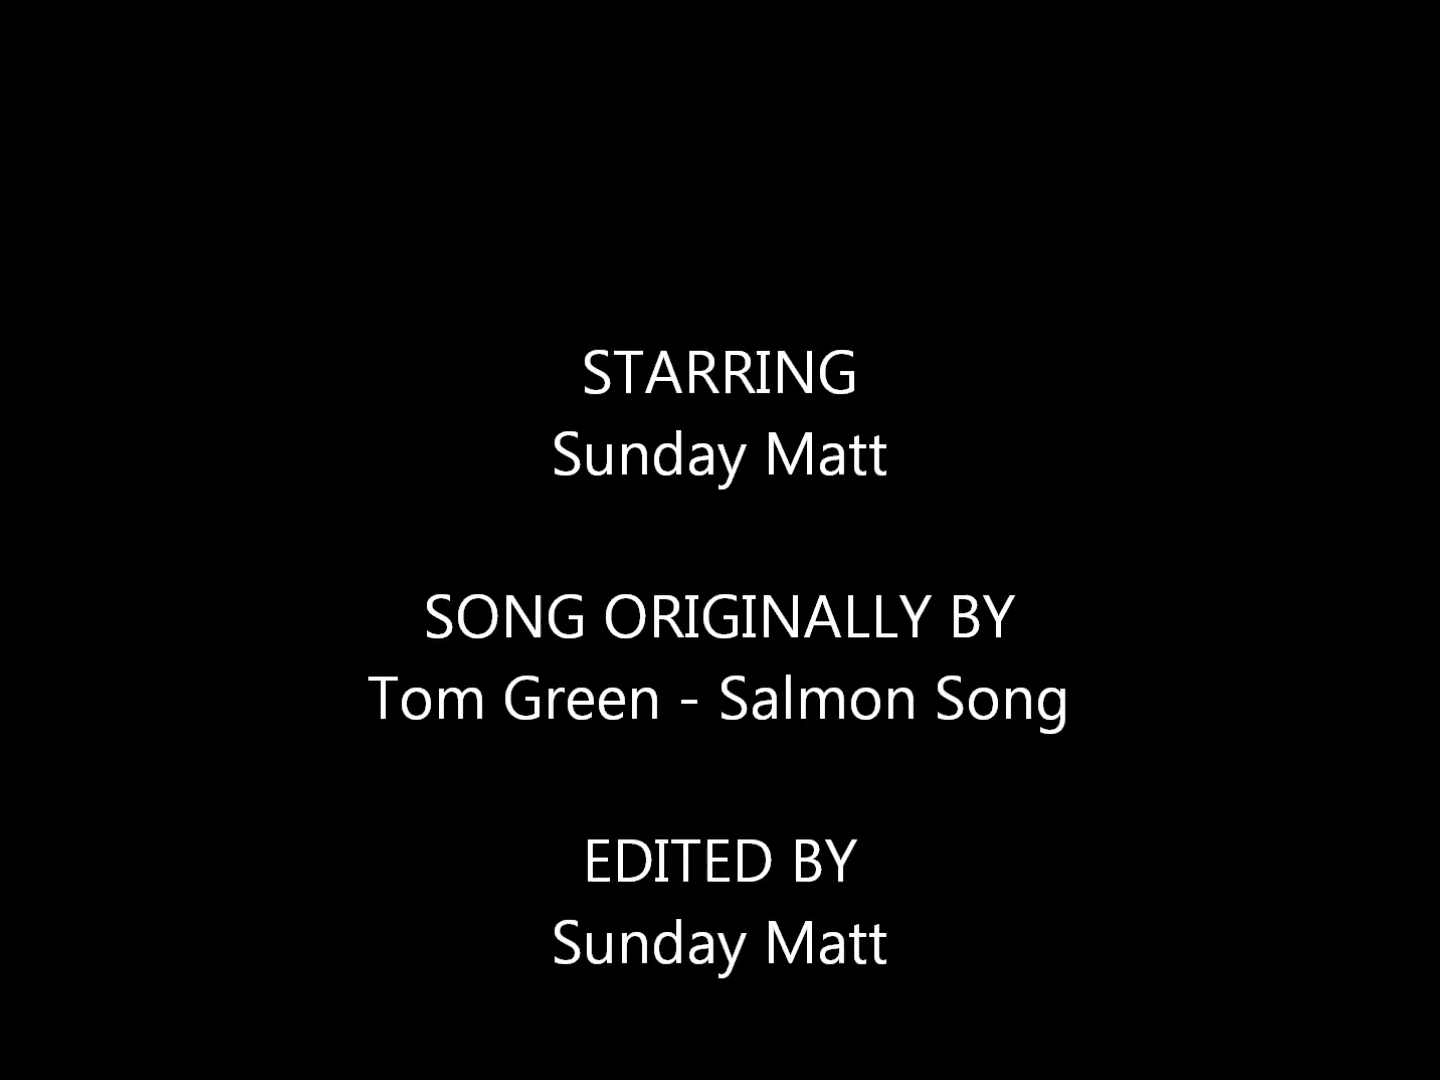 STARRING
Sunday Matt
SONG ORIGINALLY BY
Tom Green - Salmon Song
EDITED BY
Sunday Matt